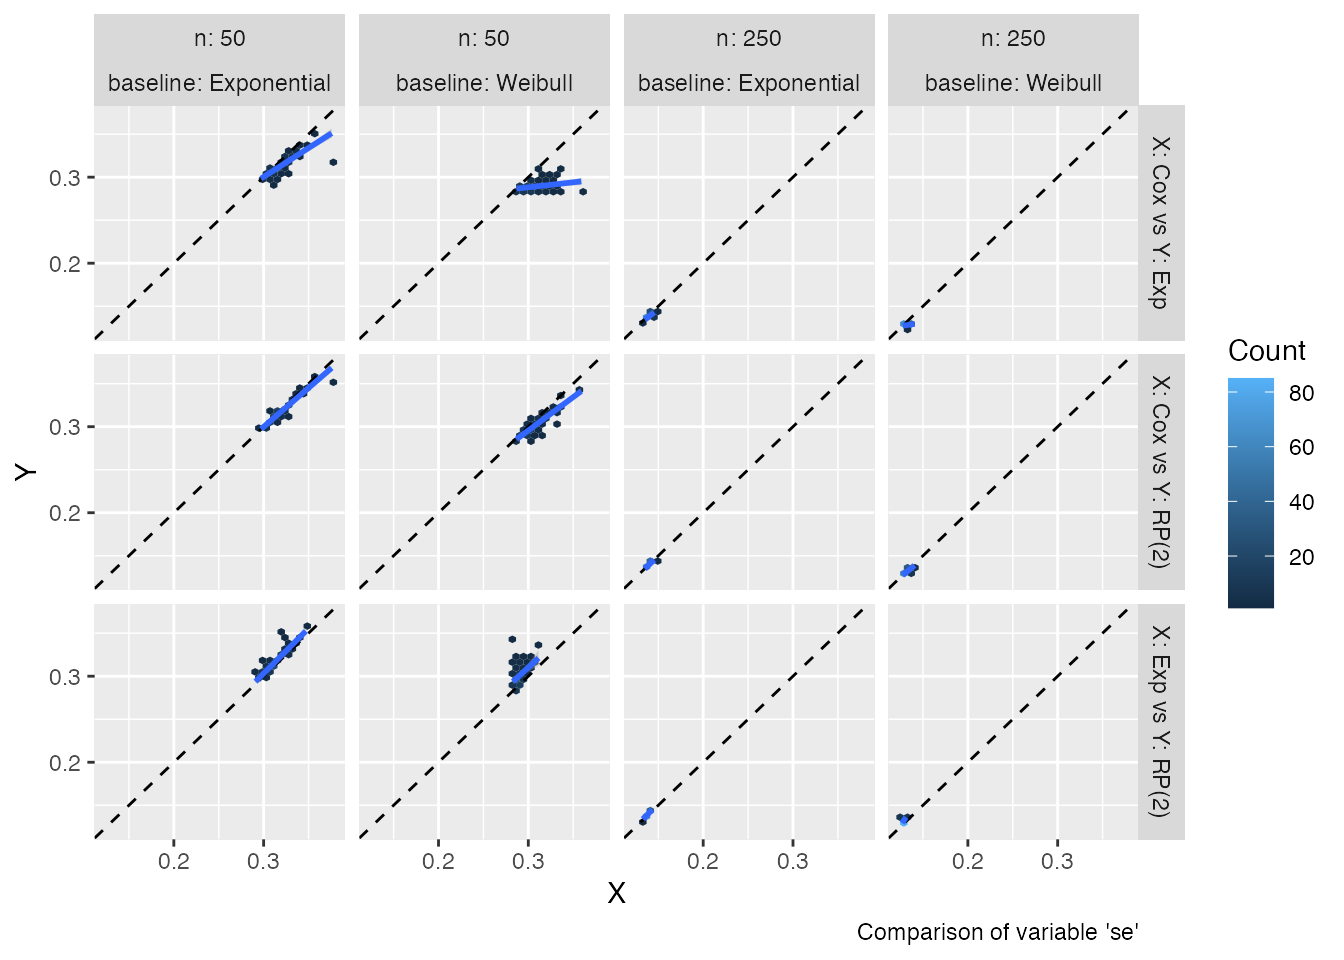 n: 50
n: 50
n: 250
n: 250
baseline: Exponential
baseline: Weibull
baseline: Exponential
baseline: Weibull
0.3
0.2
X: Cox vs Y: Exp
0.3
0.2
X: Cox vs Y: RP(2)
0.3
0.2
X: Exp vs Y: RP(2)
Y
0.2
0.3
0.2
0.3
0.2
0.3
0.2
0.3
X
Count
80
60
40
20
Comparison of variable 'se'